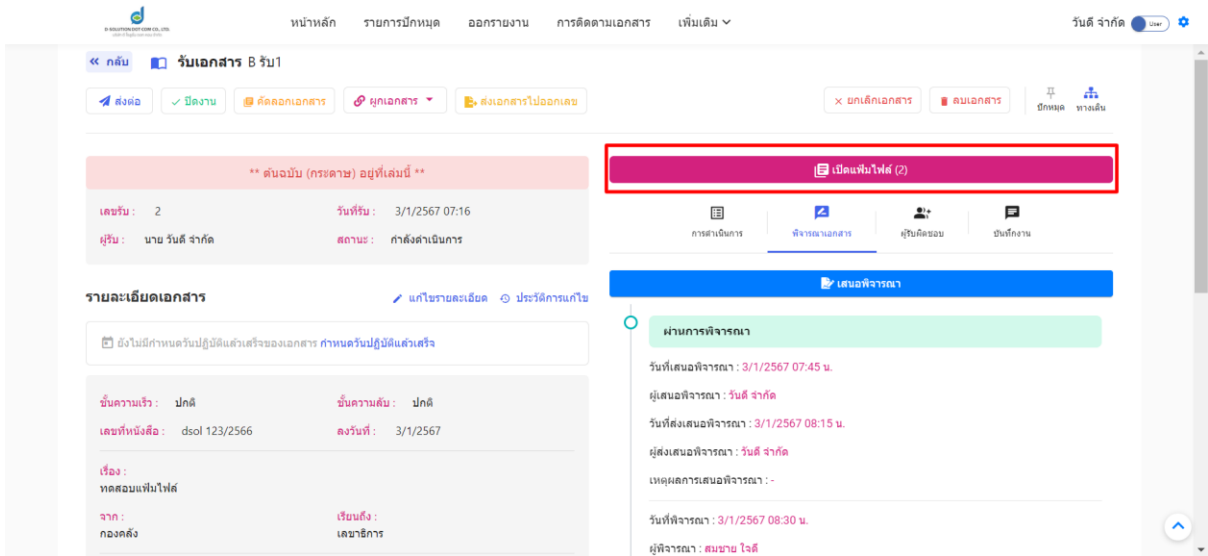 D SOLUTION DOT COM CO., LTD.
หน้าหลัก รายการปักหมุด ออกรายงาน การติดตามเอกสาร เพิ่มเติม
วันดี จำกัด User
« กลับ รับเอกสาร B รับ1
ส่งต่อ ปิดงาน คัดลอกเอกสาร ผูกเอกสาร ส่งเอกสารไปออกเลข
ยกเลิกเอกสาร ลบเอกสาร ปักหมุด ทางเดิน
** ต้นฉบับ (กระดาษ) อยู่ที่เล่มนี้ **
เลขรับ : 2 วันที่รับ : 3/1/2567 07:16
ผู้รับ : นาย วันดี จำกัด สถานะ : กำลังดำเนินการ
รายละเอียดเอกสาร แก้ไขรายละเอียด ประวัติการแก้ไข
ยังไม่มีกำหนดวันปฏิบัติแล้วเสร็จของเอกสาร กำหนดวันปฏิบัติแล้วเสร็จ
ชั้นความเร็ว : ปกติ ชั้นความลับ : ปกติ
เลขที่หนังสือ : dsol 123/2566 ลงวันที่ : 3/1/2567
เรื่อง :
ทดสอบแฟ้มไฟล์
จาก : เรียนถึง :
กองคลัง เลขาธิการ
เปิดแฟ้มไฟล์ (2)
การดำเนินการ พิจารณาเอกสาร ผู้รับผิดชอบ บันทึกงาน
เสนอพิจารณา
ผ่านการพิจารณา
วันที่เสนอพิจารณา : 3/1/2567 07:45 น.
ผู้เสนอพิจารณา : วันดี จำกัด
วันที่ส่งเสนอพิจารณา : 3/1/2567 08:15 น.
ผู้ส่งเสนอพิจารณา : วันดี จำกัด
เหตุผลการเสนอพิจารณา : -
วันที่พิจารณา : 3/1/2567 08:30 น.
ผู้พิจารณา : สมชาย ใจดี